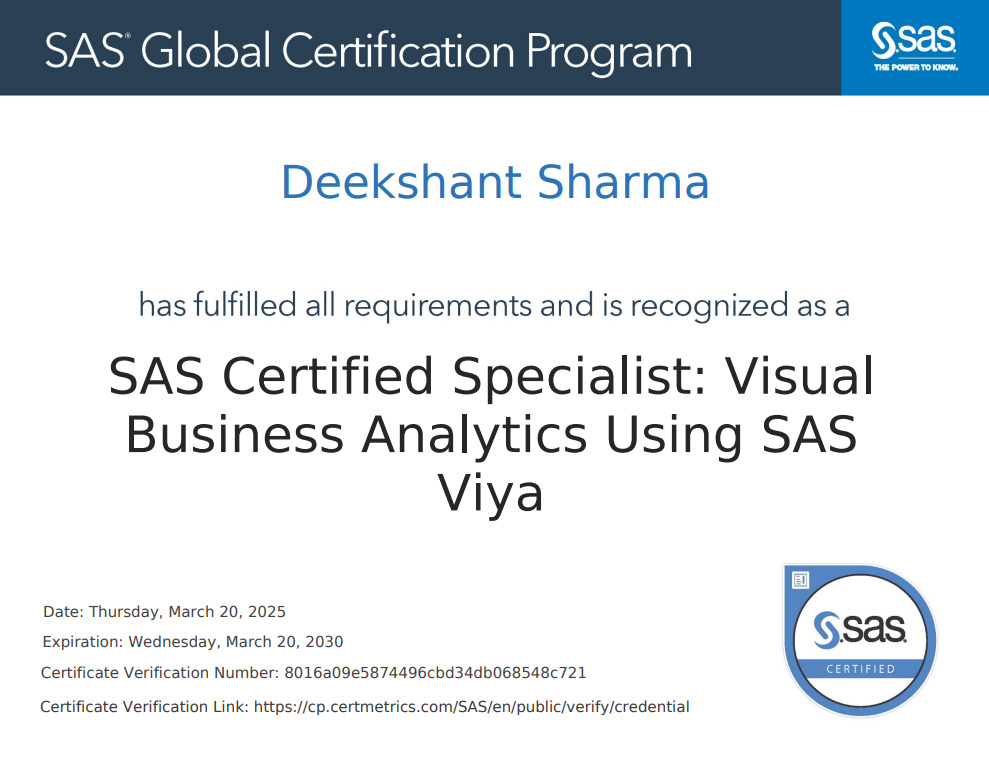 SAS® Global Certification Program
sas
THE POWER TO KNOW®
Deekshant Sharma
has fulfilled all requirements and is recognized as a
SAS Certified Specialist: Visual
Business Analytics Using SAS
Viya
Date: Thursday, March 20, 2025
Expiration: Wednesday, March 20, 2030
Certificate Verification Number: 8016a09e5874496cbd34db068548c721
Certificate Verification Link: https://cp.certmetrics.com/SAS/en/public/verify/credential
sas
CERTIFIED